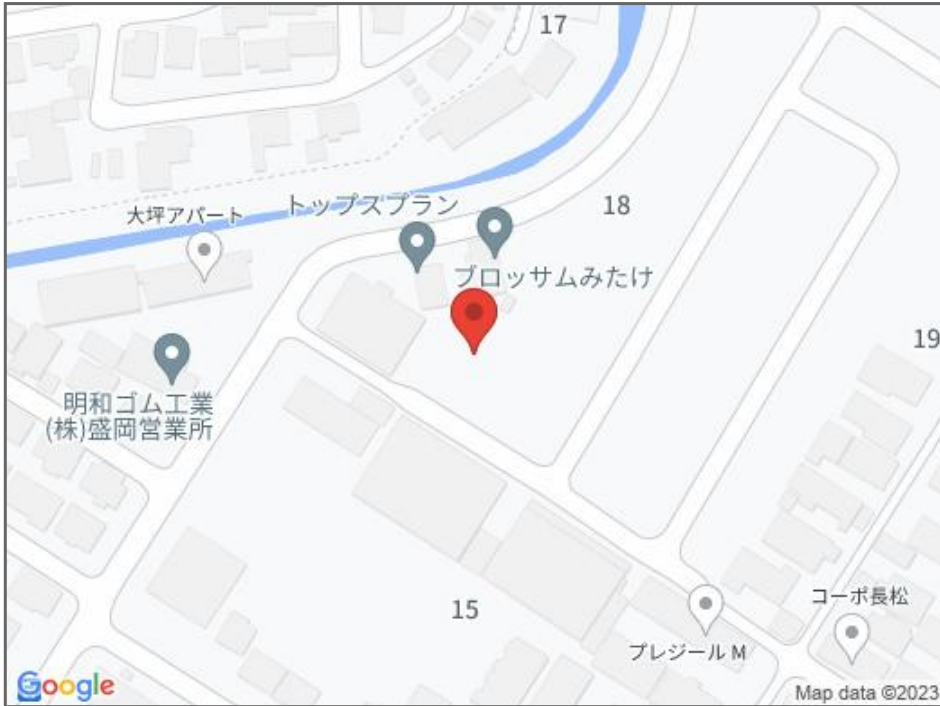 17
18
トップスプラン
大坪アパート
ブロッサムみたけ
19
明和ゴム工業
(株)盛岡営業所
15
コーポ長松
プレジール M
Google
Map data ©2023